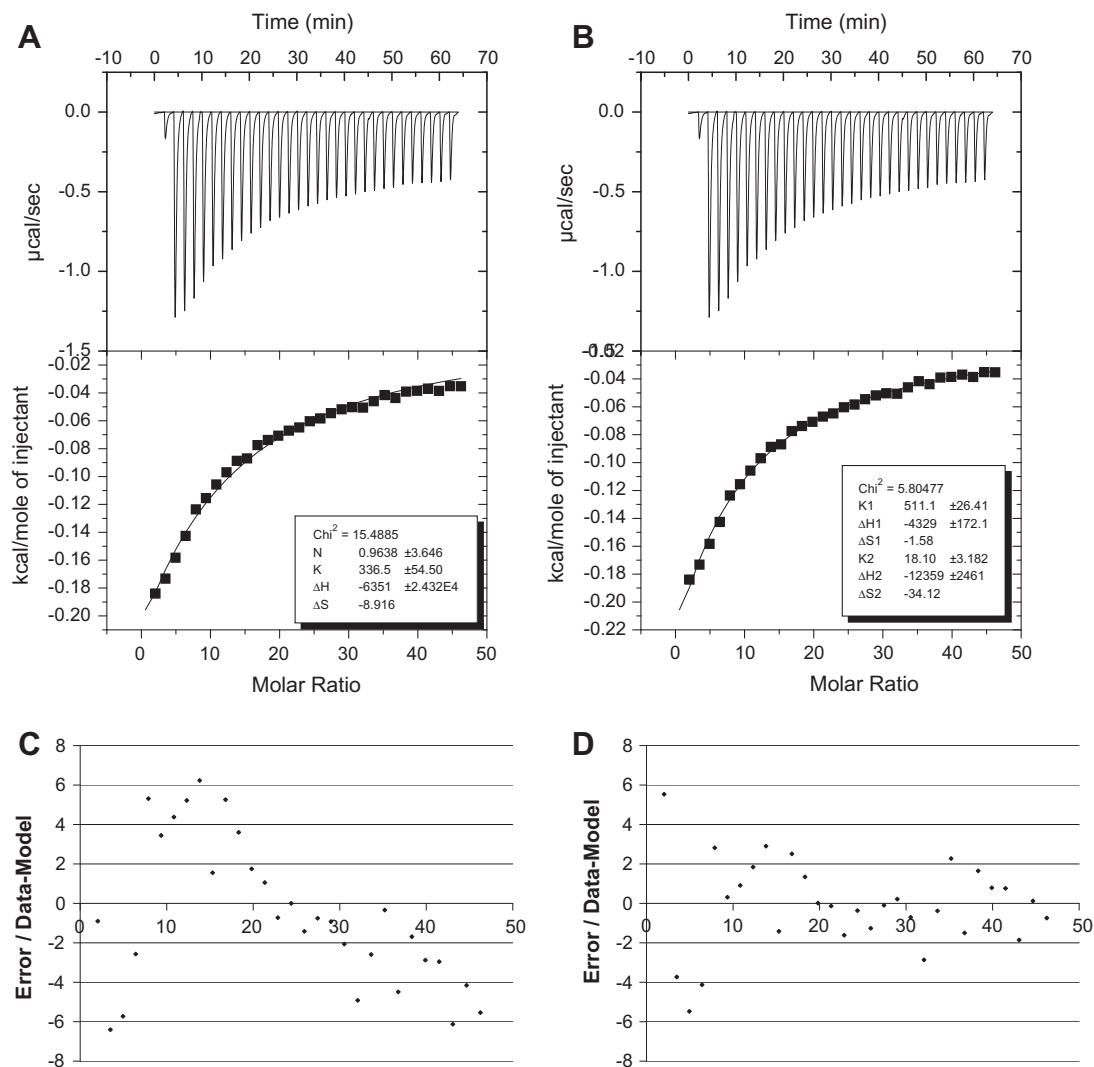 A
Time (min)
-10 0 10 20 30 40 50 60 70
0.0
-0.5
-1.0
-1.5
µcal/sec
-0.02
-0.04
-0.06
-0.08
-0.10
-0.12
-0.14
-0.16
-0.18
-0.20
kcal/mole of injectant
Chi2 = 15.4885
N 0.9638 ±3.646
K 336.5 ±54.50
ΔH -6351 ±2.432E4
ΔS -8.916
0 10 20 30 40 50
Molar Ratio
B
Time (min)
-10 0 10 20 30 40 50 60 70
0.0
-0.5
-1.0
-1.5
µcal/sec
-0.02
-0.04
-0.06
-0.08
-0.10
-0.12
-0.14
-0.16
-0.18
-0.20
-0.22
kcal/mole of injectant
Chi2 = 5.80477
K1 511.1 ±26.41
ΔH1 -4329 ±172.1
ΔS1 -1.58
K2 18.10 ±3.182
ΔH2 -12359 ±2461
ΔS2 -34.12
0 10 20 30 40 50
Molar Ratio
C
8
6
4
2
0
-2
-4
-6
-8
Error / Data-Model
0 10 20 30 40 50
D
8
6
4
2
0
-2
-4
-6
-8
Error / Data-Model
0 10 20 30 40 50